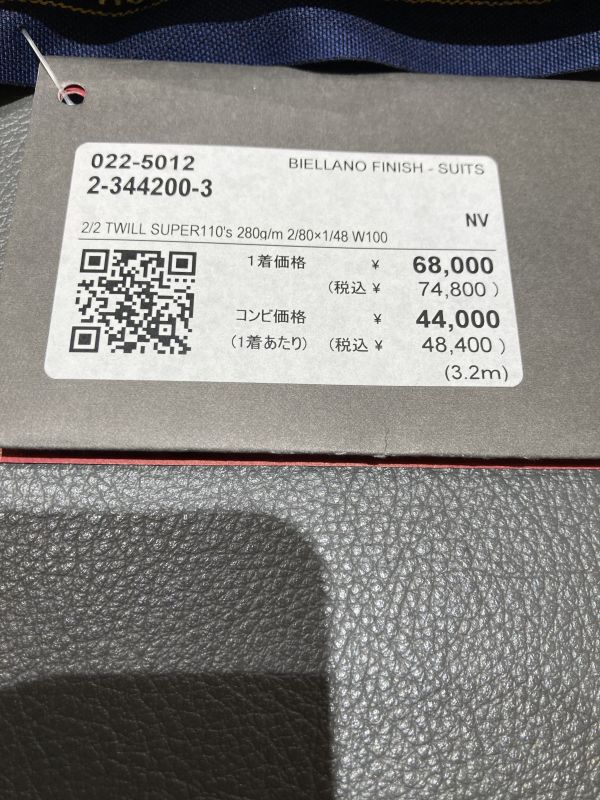 022-5012 BIELLANO FINISH - SUITS
2-344200-3
NV
2/2 TWILL SUPER110's 280g/m 2/80×1/48 W100
1着価格 ¥ 68,000
(税込 ¥ 74,800 )
コンビ価格 ¥ 44,000
(1着あたり) (税込 ¥ 48,400 )
(3.2m)